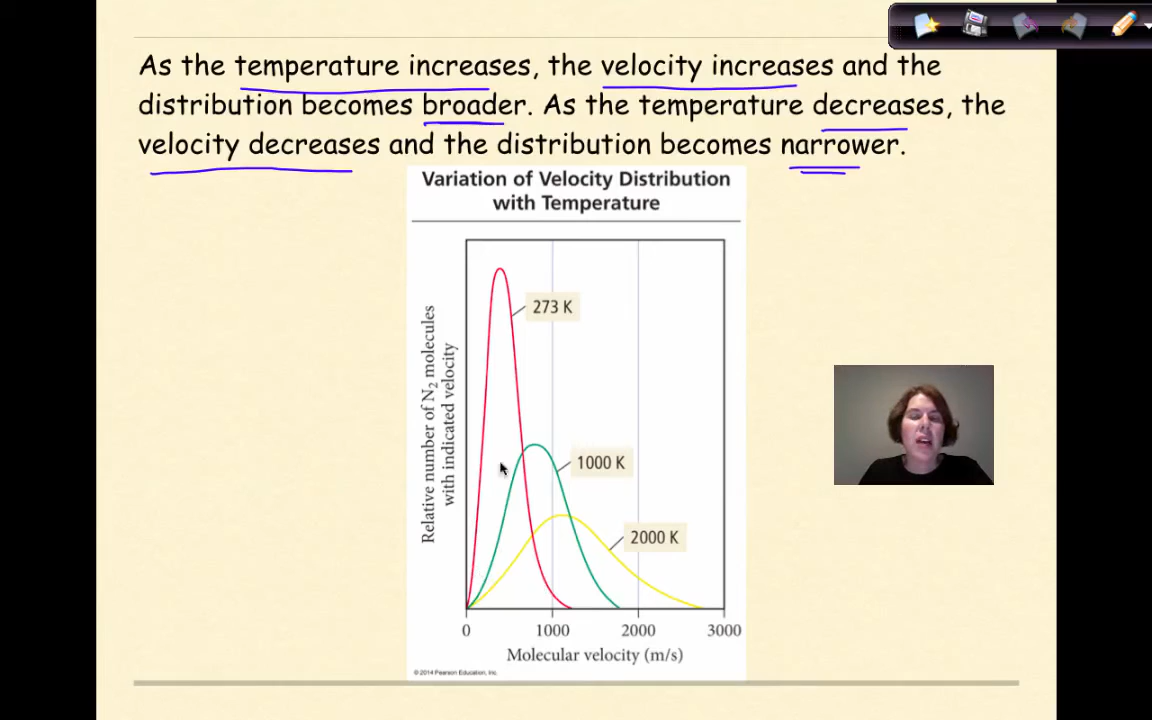 As the temperature increases, the velocity increases and the
distribution becomes broader. As the temperature decreases, the
velocity decreases and the distribution becomes narrower.
Variation of Velocity Distribution
with Temperature
Relative number of N₂ molecules
with indicated velocity
273 K
1000 K
2000 K
0 1000 2000 3000
Molecular velocity (m/s)
© 2014 Pearson Education, Inc.